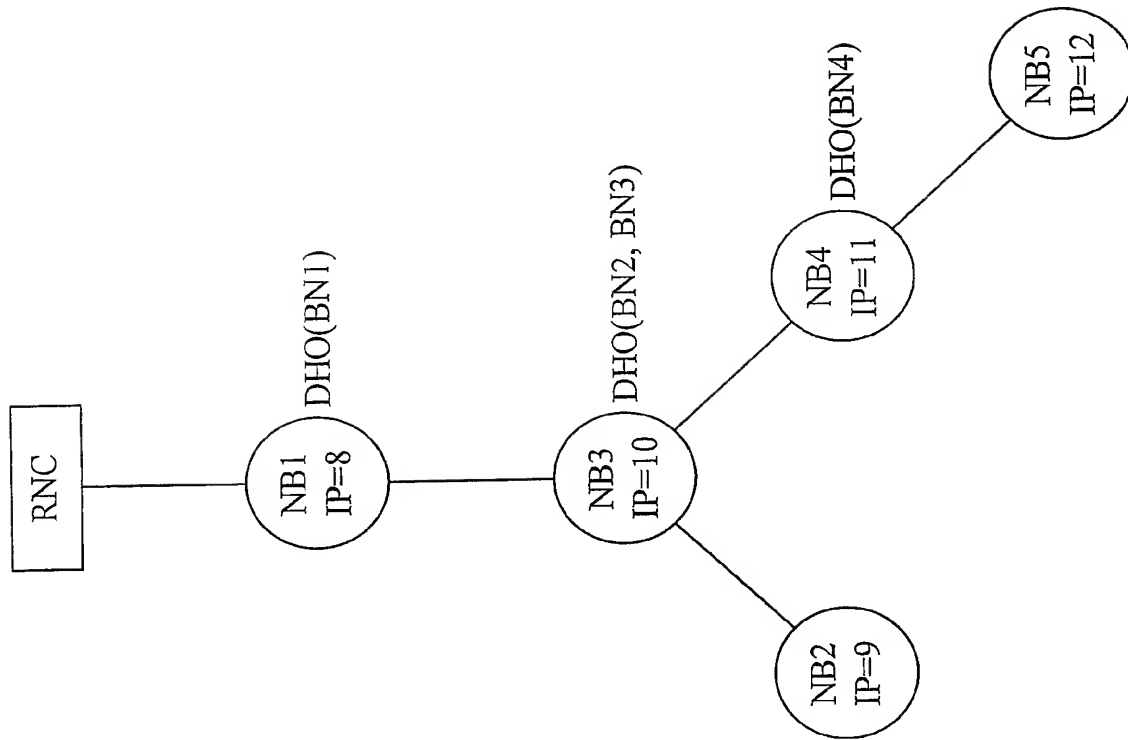 RNC
NB1
IP=8
DHO(BN1)
NB3
IP=10
DHO(BN2, BN3)
NB2
IP=9
NB4
IP=11
DHO(BN4)
NB5
IP=12